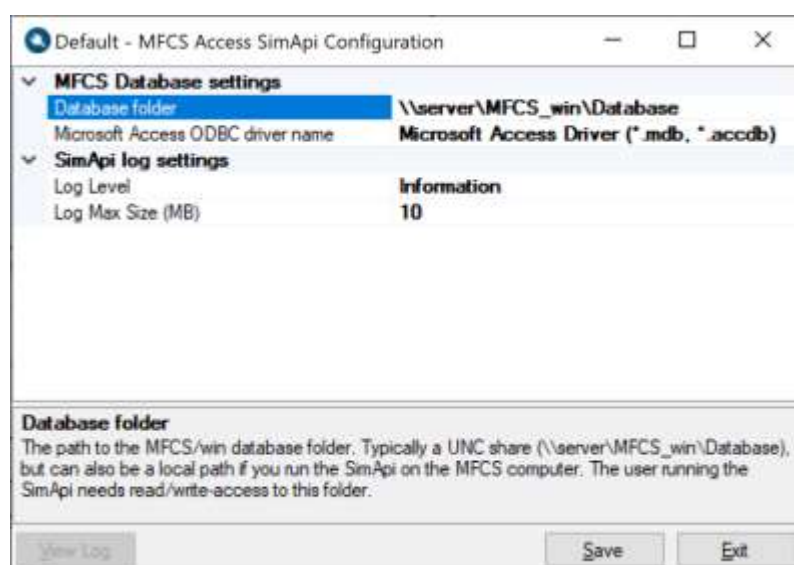 Default - MFCS Access SimApi Configuration
MFCS Database settings
Database folder \\server\MFCS_win\Database
Microsoft Access ODBC driver name Microsoft Access Driver (*.mdb, *.accdb)
SimApi log settings
Log Level Information
Log Max Size (MB) 10
Database folder
The path to the MFCS/win database folder. Typically a UNC share (\\server\MFCS_win\Database),
but can also be a local path if you run the SimApi on the MFCS computer. The user running the
SimApi needs read/write-access to this folder.
View Log Save Exit